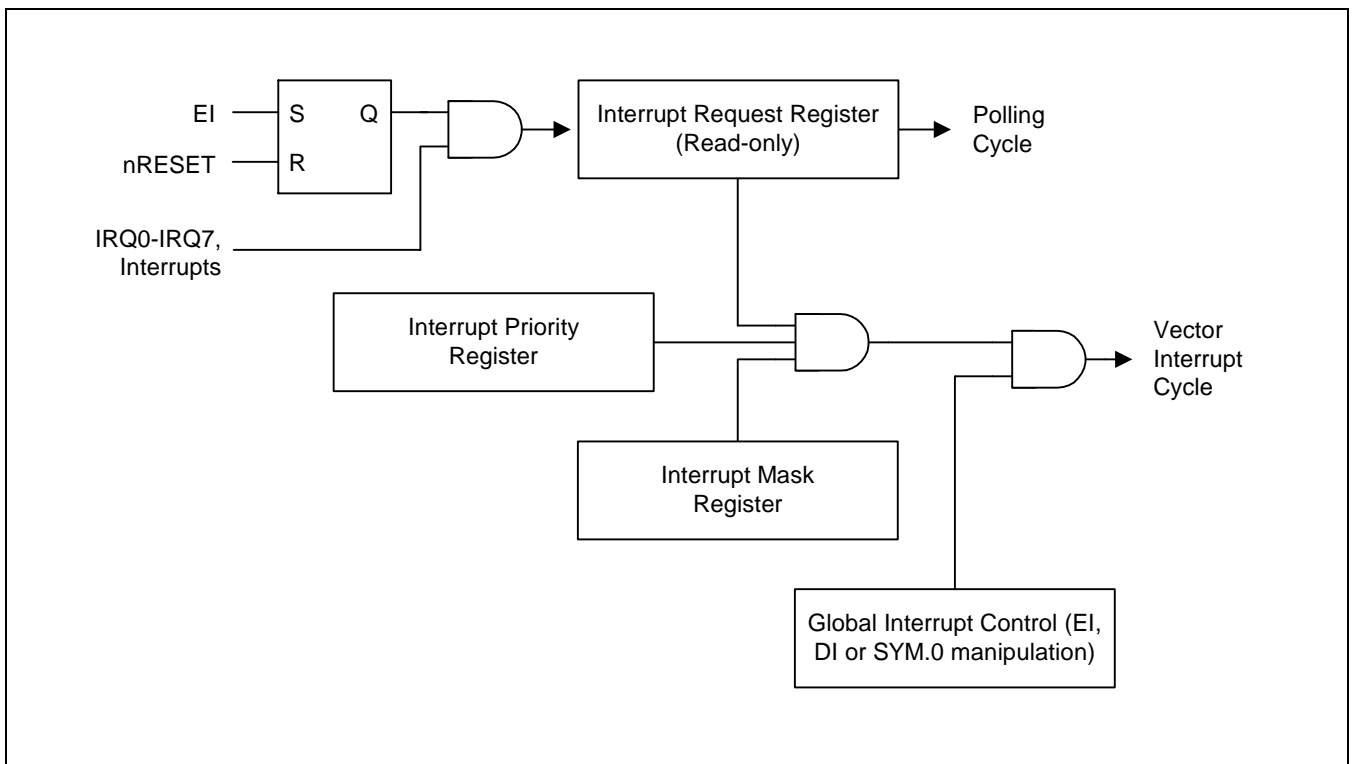 EI
S
Q
nRESET
R
IRQ0-IRQ7,
Interrupts
Interrupt Request Register
(Read-only)
Polling
Cycle
Interrupt Priority
Register
Vector
Interrupt
Cycle
Interrupt Mask
Register
Global Interrupt Control (EI,
DI or SYM.0 manipulation)